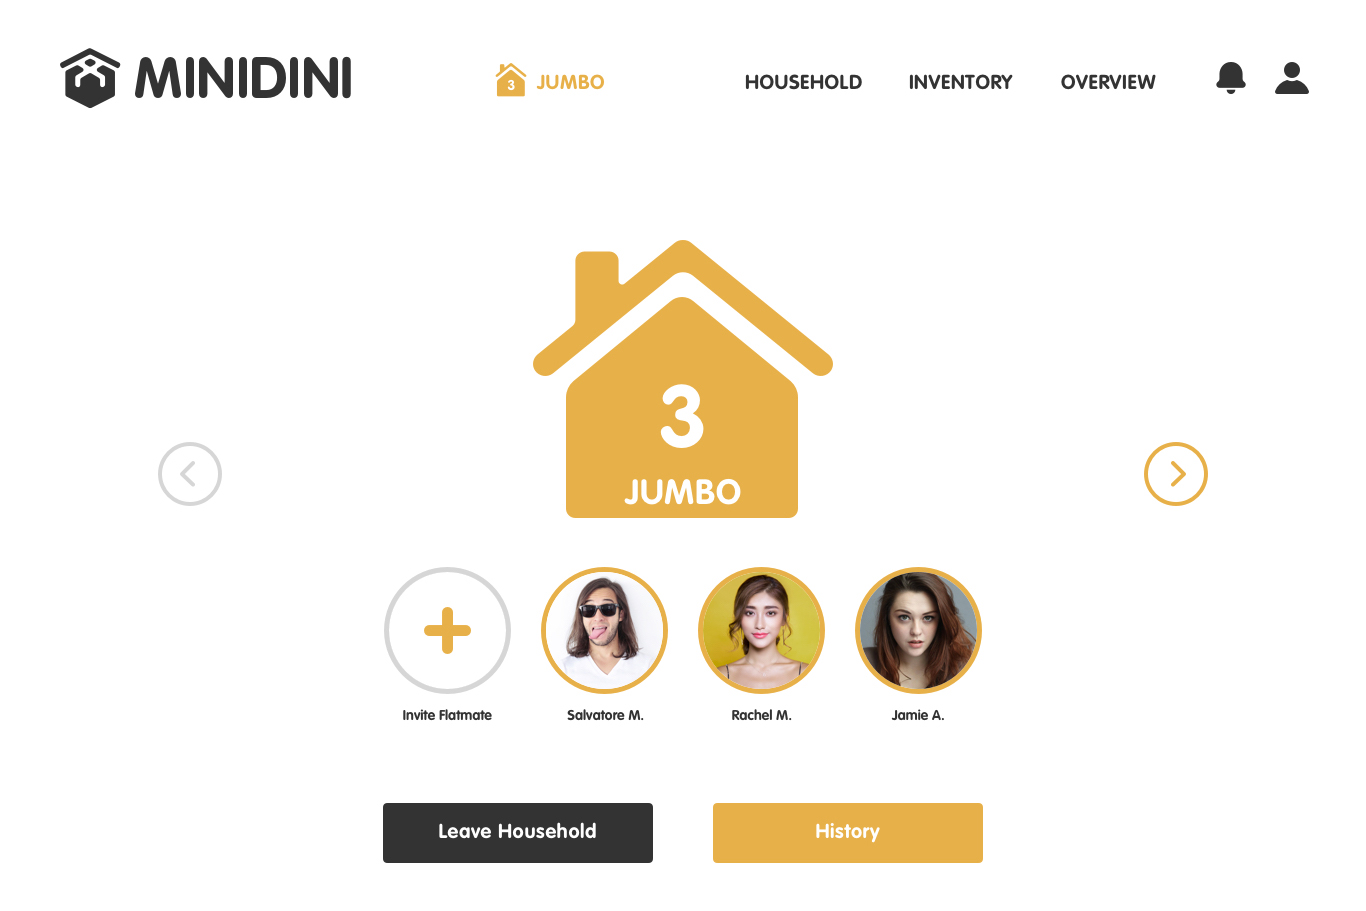 MINIDINI
3 JUMBO
HOUSEHOLD
INVENTORY
OVERVIEW
3
JUMBO
Invite Flatmate
Salvatore M.
Rachel M.
Jamie A.
Leave Household
History